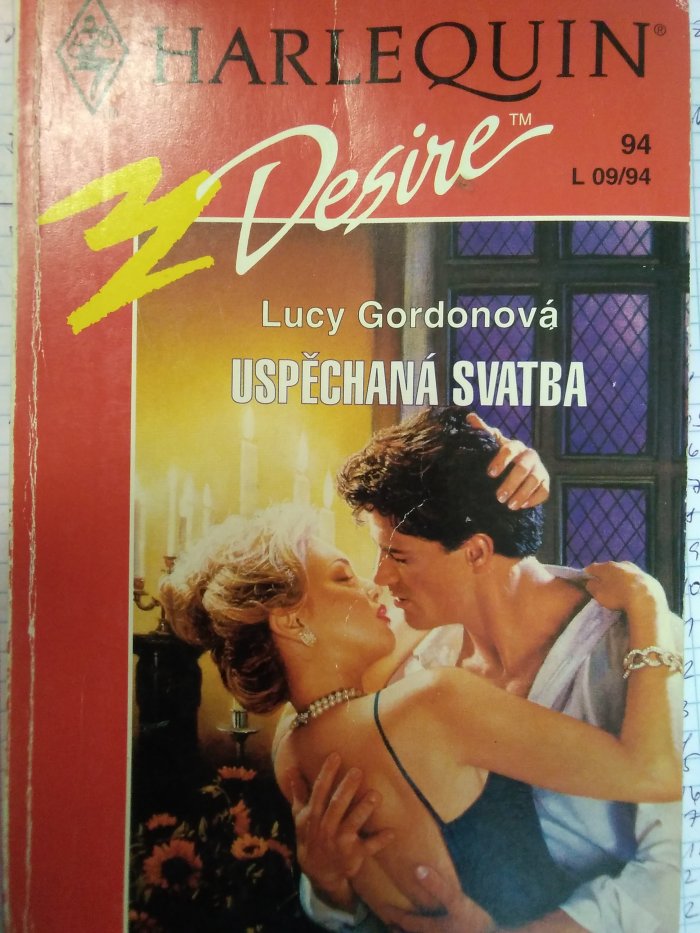 HARLEQUIN®
Desire™
94
L 09/94
Lucy Gordonová
USPĚCHANÁ SVATBA